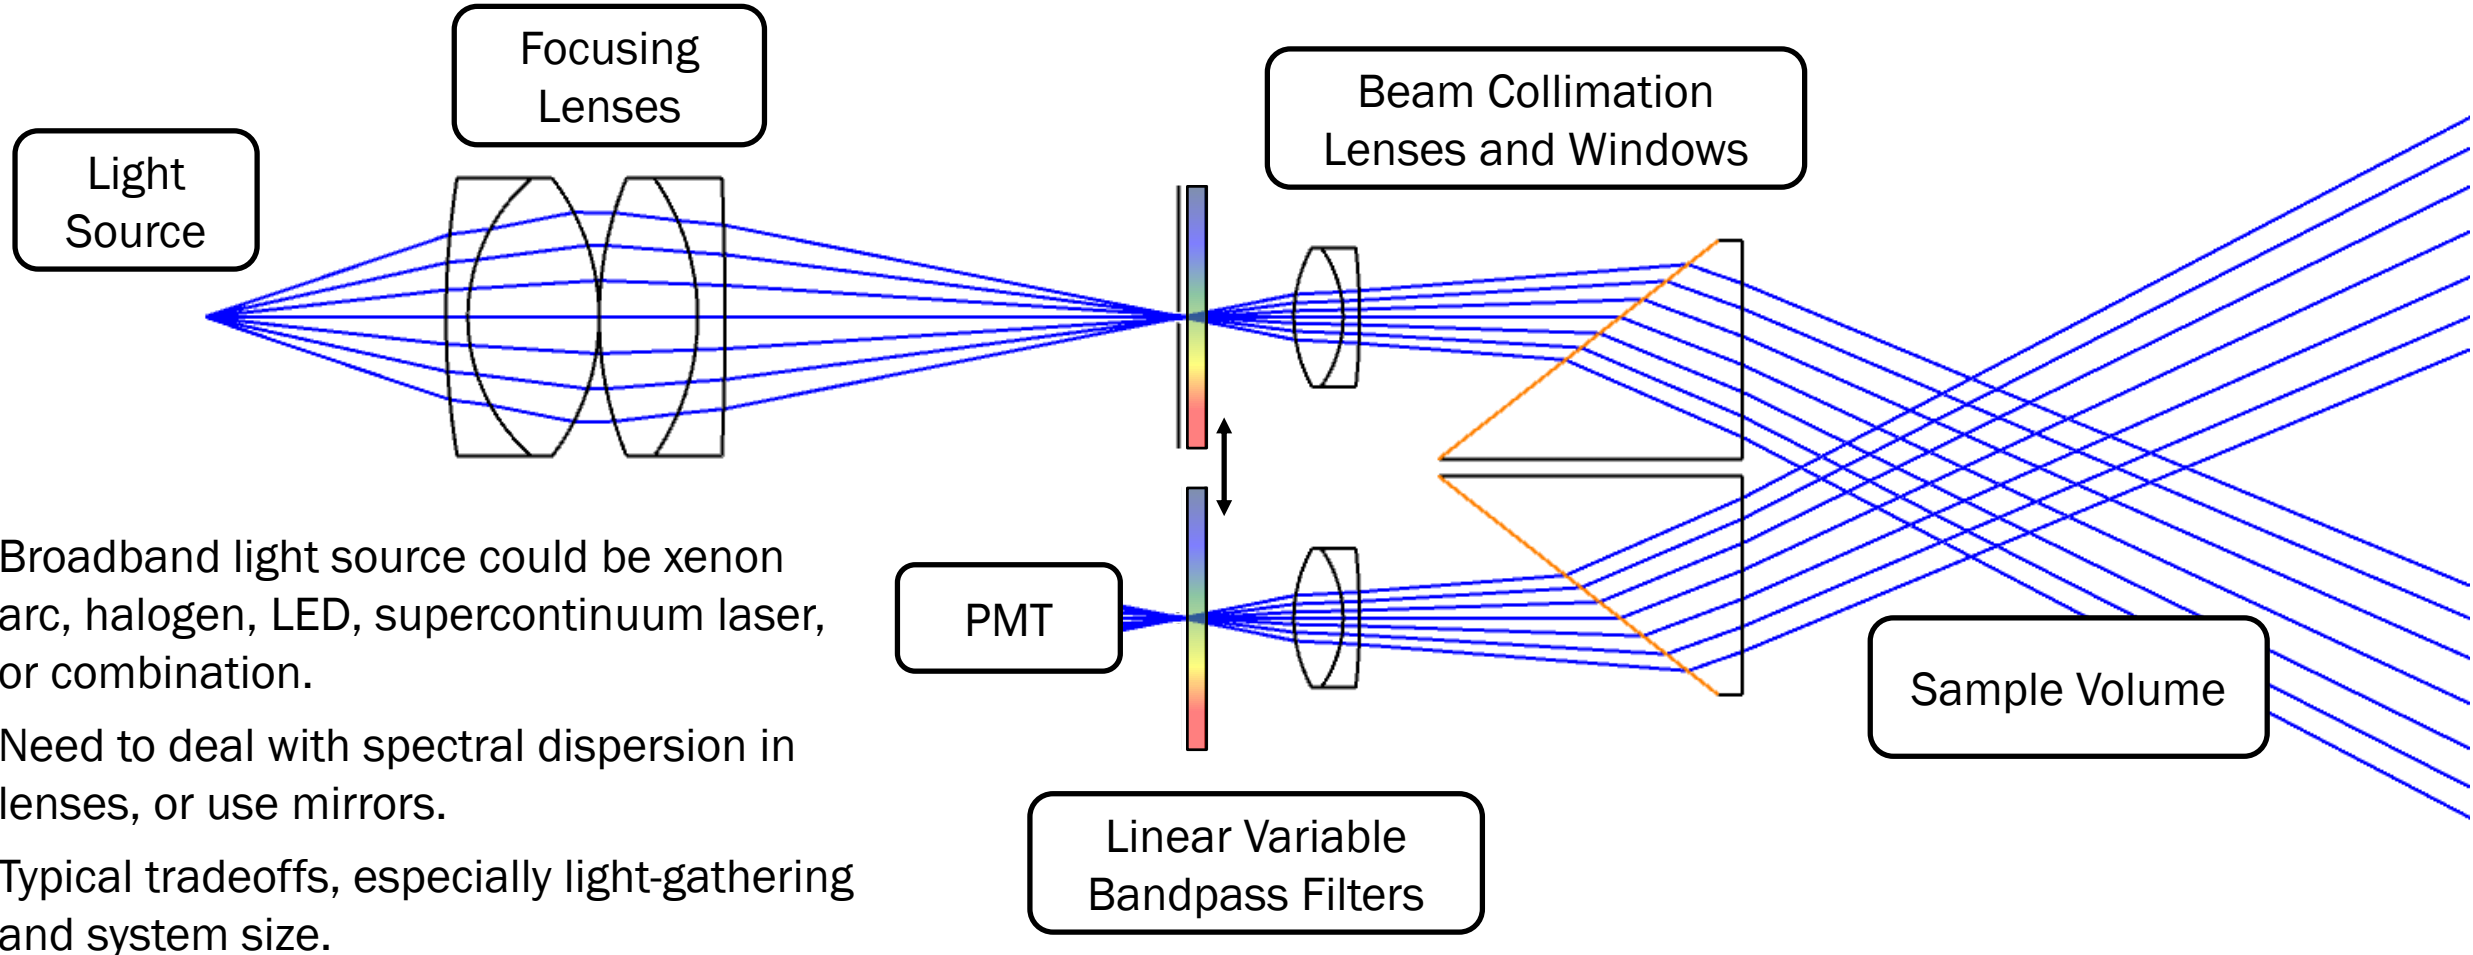 Focusing
Lenses
Beam Collimation
Lenses and Windows
Light
Source
Broadband light source could be xenon
arc, halogen, LED, supercontinuum laser,
or combination.
Need to deal with spectral dispersion in
lenses, or use mirrors.
Typical tradeoffs, especially light-gathering
and system size.
PMT
Sample Volume
Linear Variable
Bandpass Filters